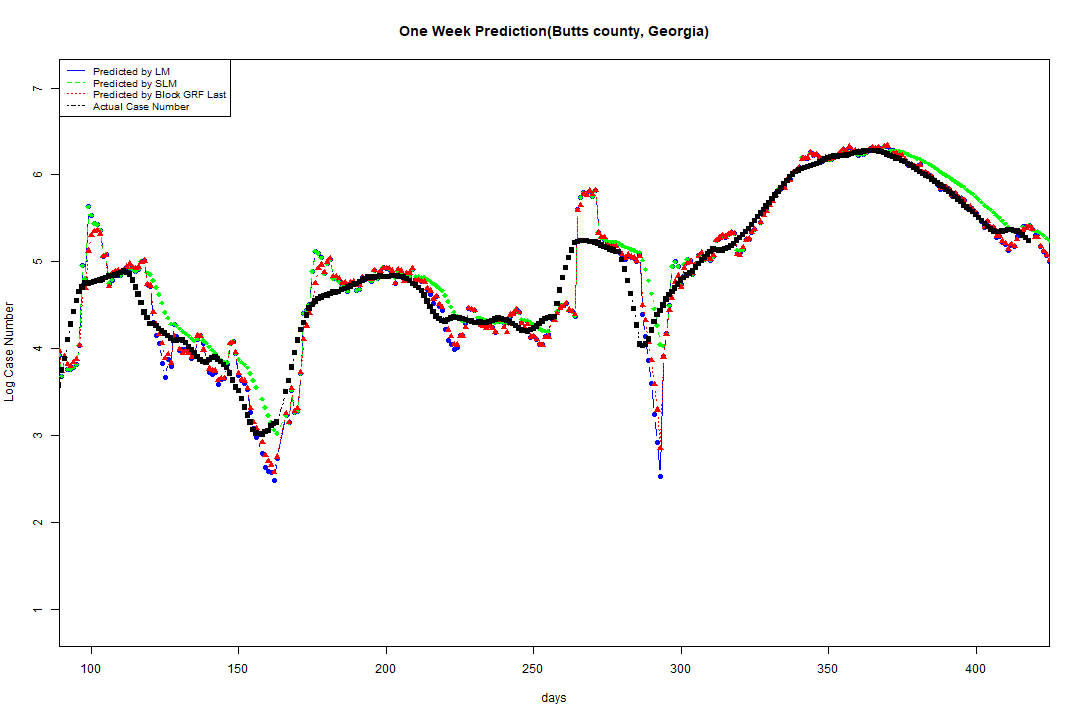 One Week Prediction(Butts county, Georgia)
Predicted by LM
Predicted by SLM
Predicted by Block GRF Last
Actual Case Number
7
6
5
4
3
2
1
Log Case Number
100 150 200 250 300 350 400
days